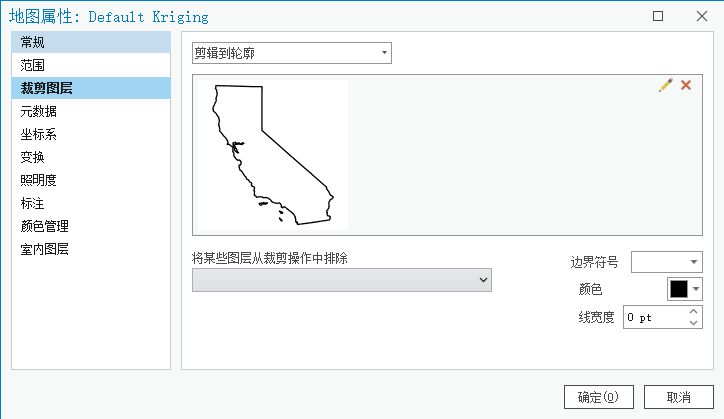 地图属性: Default Kriging
常规
范围
裁剪图层
元数据
坐标系
变换
照明度
标注
颜色管理
室内图层
剪辑到轮廓
将某些图层从裁剪操作中排除
边界符号
颜色
线宽度 0 pt
确定(O)
取消